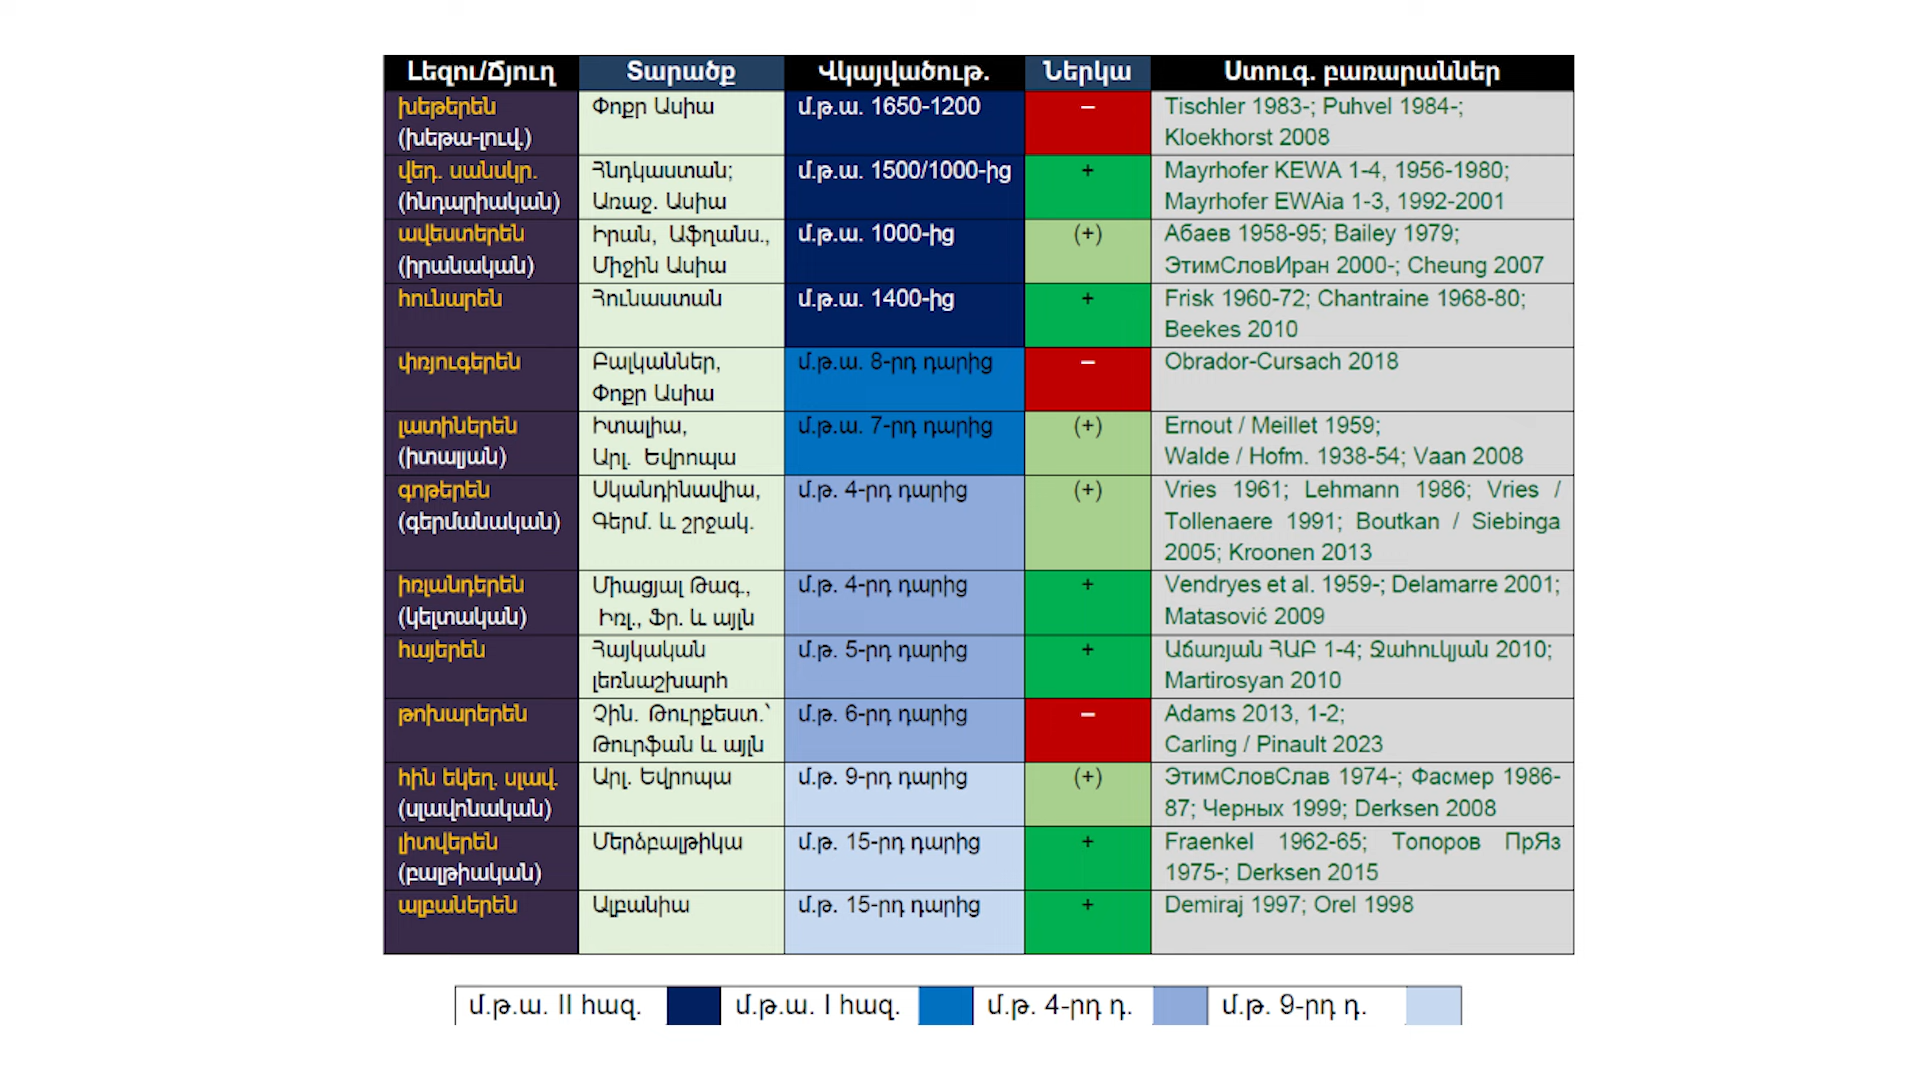 Լեզու/Ճյուղ Տարածք Վկայվածութ. Ներկա Ստուգ. բառարաններ
խեթերեն Փոքր Ասիա մ.թ.ա. 1650-1200 – Tischler 1983-; Puhvel 1984-;
(խեթա-լուվ.) Kloekhorst 2008
վեդ. սանսկր. Հնդկաստան; մ.թ.ա. 1500/1000-ից + Mayrhofer KEWA 1-4, 1956-1980;
(հնդարիական) Առաջ. Ասիա Mayrhofer EWAia 1-3, 1992-2001
ավեստերեն Իրան, Աֆղանս., մ.թ.ա. 1000-ից (+) Абаев 1958-95; Bailey 1979;
(իրանական) Միջին Ասիա ЭтимСловИран 2000-; Cheung 2007
հունարեն Հունաստան մ.թ.ա. 1400-ից + Frisk 1960-72; Chantraine 1968-80;
Beekes 2010
փռյուգերեն Բալկաններ, մ.թ.ա. 8-րդ դարից – Obrador-Cursach 2018
Փոքր Ասիա
լատիներեն Իտալիա, մ.թ.ա. 7-րդ դարից (+) Ernout / Meillet 1959;
(իտալյան) Արլ. Եվրոպա Walde / Hofm. 1938-54; Vaan 2008
գոթերեն Սկանդինավիա, մ.թ. 4-րդ դարից (+) Vries 1961; Lehmann 1986; Vries /
(գերմանական) Գերմ. և շրջակ. Tollenaere 1991; Boutkan / Siebinga
2005; Kroonen 2013
իռլանդերեն Միացյալ Թագ., մ.թ. 4-րդ դարից + Vendryes et al. 1959-; Delamarre 2001;
(կելտական) Իռլ., Ֆր. և այլն Matasović 2009
հայերեն Հայկական մ.թ. 5-րդ դարից + Աճառյան ՀԱԲ 1-4; Ջահուկյան 2010;
լեռնաշխարհ Martirosyan 2010
թոխարերեն Չին. Թուրքեստ.՝ մ.թ. 6-րդ դարից – Adams 2013, 1-2;
Թուրֆան և այլն Carling / Pinault 2023
հին եկեղ. սլավ. Արլ. Եվրոպա մ.թ. 9-րդ դարից (+) ЭтимСловСлав 1974-; Фасмер 1986-
(սլավոնական) 87; Черных 1999; Derksen 2008
լիտվերեն Մերձբալթիկա մ.թ. 15-րդ դարից + Fraenkel 1962-65; Топоров ПрЯз
(բալթիական) 1975-; Derksen 2015
ալբաներեն Ալբանիա մ.թ. 15-րդ դարից + Demiraj 1997; Orel 1998
մ.թ.ա. II հազ. մ.թ.ա. I հազ. մ.թ. 4-րդ դ. մ.թ. 9-րդ դ.